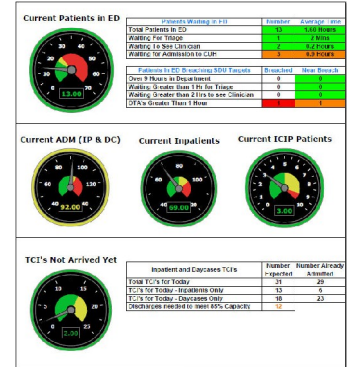 Current Patients in ED
Patients Waiting in ED Number Average Time
Total Patients in ED 13 1.60 Hours
Waiting For Triage 1 2 Mins
Waiting To See Clinician 2 0.2 Hours
Waiting for Admission to CUH 3 6.9 Hours
Patients in ED Breaching SDU Targets Breached Near Breach
Over 9 Hours in Department 0 0
Waiting Greater than 1 Hr for Triage 0 0
Waiting Greater than 2 Hrs to see Clinician 0 0
DTA's Greater Than 1 Hour 1
13.00
Current ADM (IP & DC)
Current Inpatients
Current ICIP Patients
92.00
69.00
3.00
TCI's Not Arrived Yet
Inpatient and Daycases TCI's Number Expected Number Already Admitted
Total TCI's for Today 31 29
TCI's for Today - Inpatients Only 13 6
TCI's for Today - Daycases Only 18 23
Discharges needed to meet 85% Capacity 12
2.00